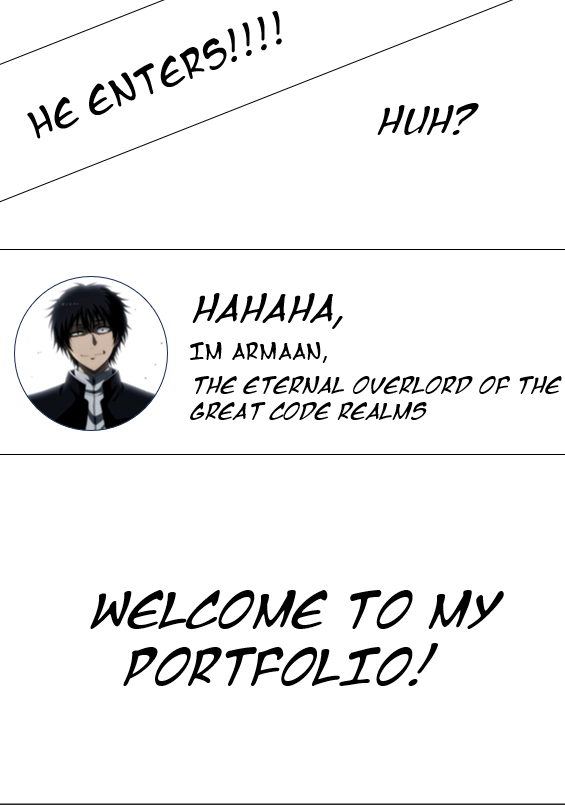 HE ENTERS!!!!
HUH?
HAHAHA,
IM ARMAAN,
THE ETERNAL OVERLORD OF THE
GREAT CODE REALMS
WELCOME TO MY
PORTFOLIO!